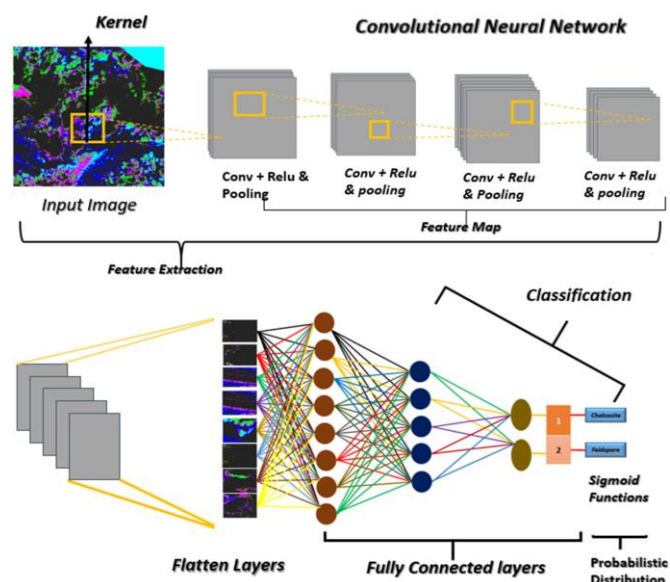 Kernel
Convolutional Neural Network
Input Image
Conv + Relu &
Pooling
Conv + Relu
& pooling
Conv + Relu
& Pooling
Conv + Relu
& pooling
Feature Map
Feature Extraction
Classification
1
Chalcosite
2
Feldspars
Sigmoid
Functions
Flatten Layers
Fully Connected layers
Probabilistic
Distribution